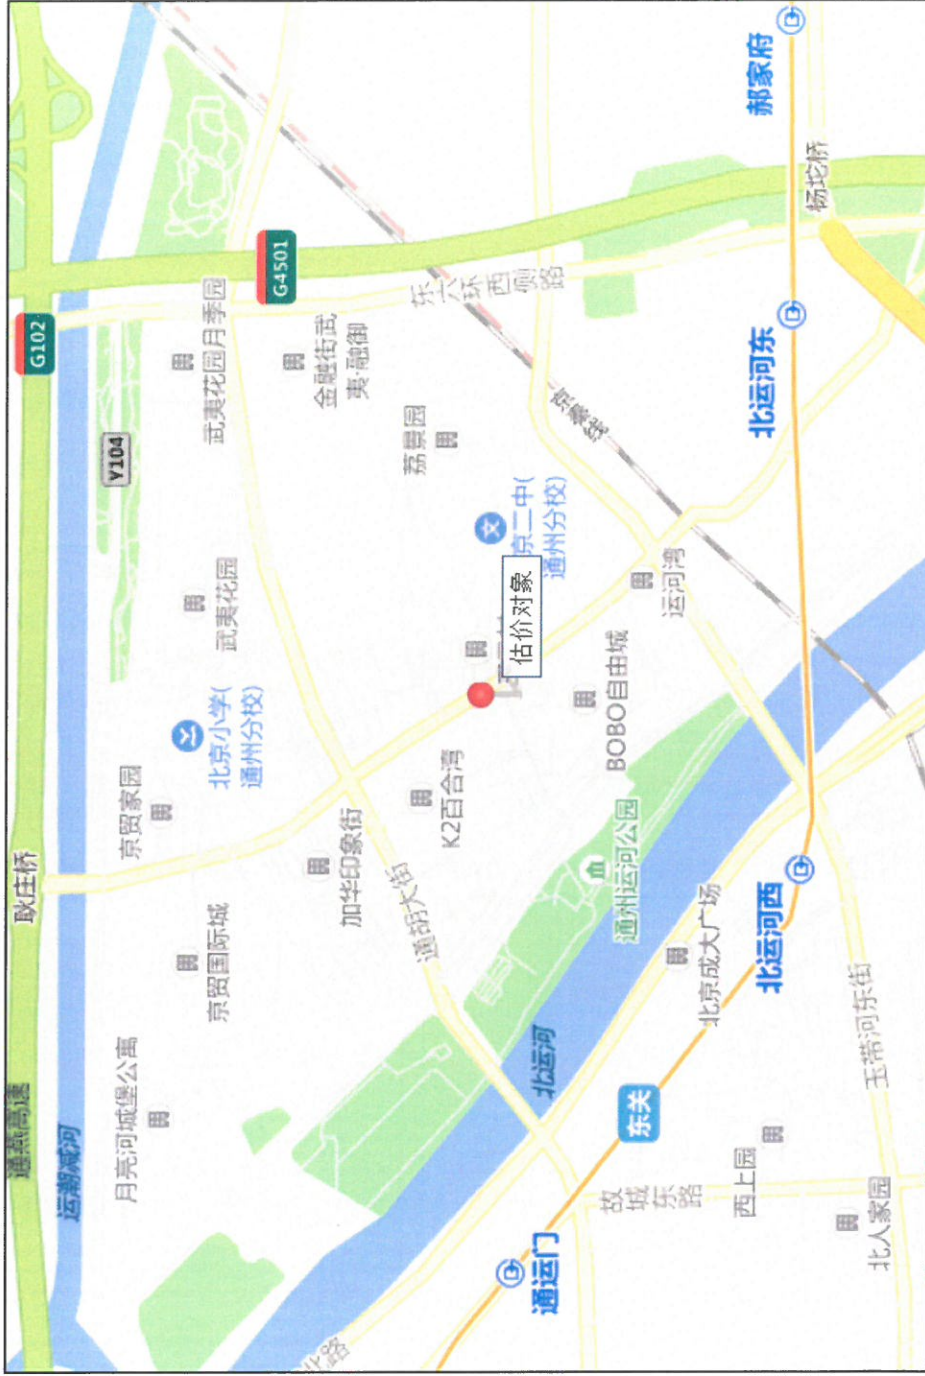 通燕高速
耿庄桥
G102
运潮减河
Y104
月亮河城堡公寓
京贸国际城
京贸家园
北京小学(
通州分校)
武夷花园
武夷花园月季园
G4501
金融街武
夷·融御
加华印象街
通胡大街
K2百合湾
荔景园
东六环西侧路
京二中(
通州分校)
估价对象
京秦线
BOBO自由城
运河湾
通州运河公园
北运河
北京成大广场
东关
通运门
北路
故城东路
西上园
北人家园
玉带河东街
北运河西
北运河东
郝家府
杨坨桥